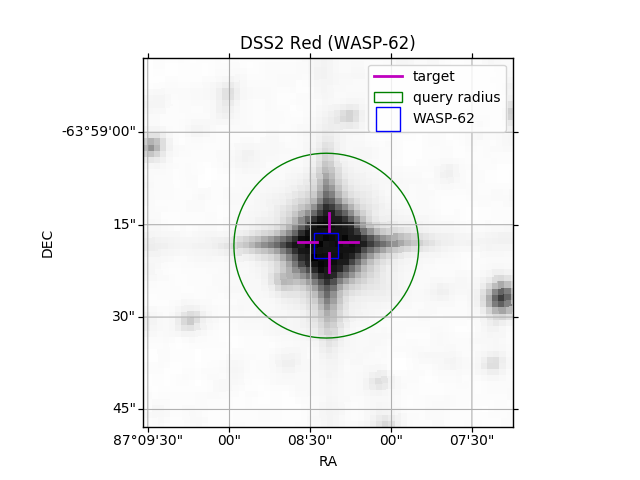 DSS2 Red (WASP-62)
target
query radius
WASP-62
-63°59'00"
15"
30"
45"
DEC
87°09'30" 00" 08'30" 00" 07'30"
RA